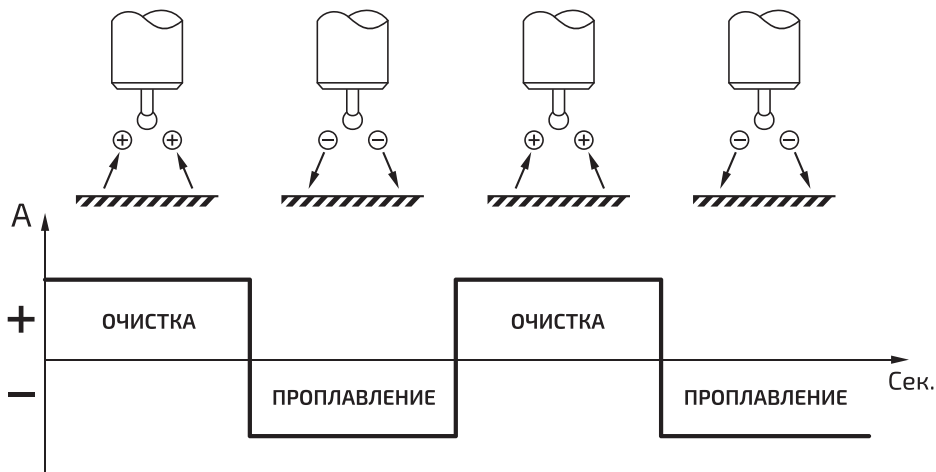 + +
− −
+ +
− −
А
+
ОЧИСТКА
ОЧИСТКА
−
ПРОПЛАВЛЕНИЕ
ПРОПЛАВЛЕНИЕ
Сек.